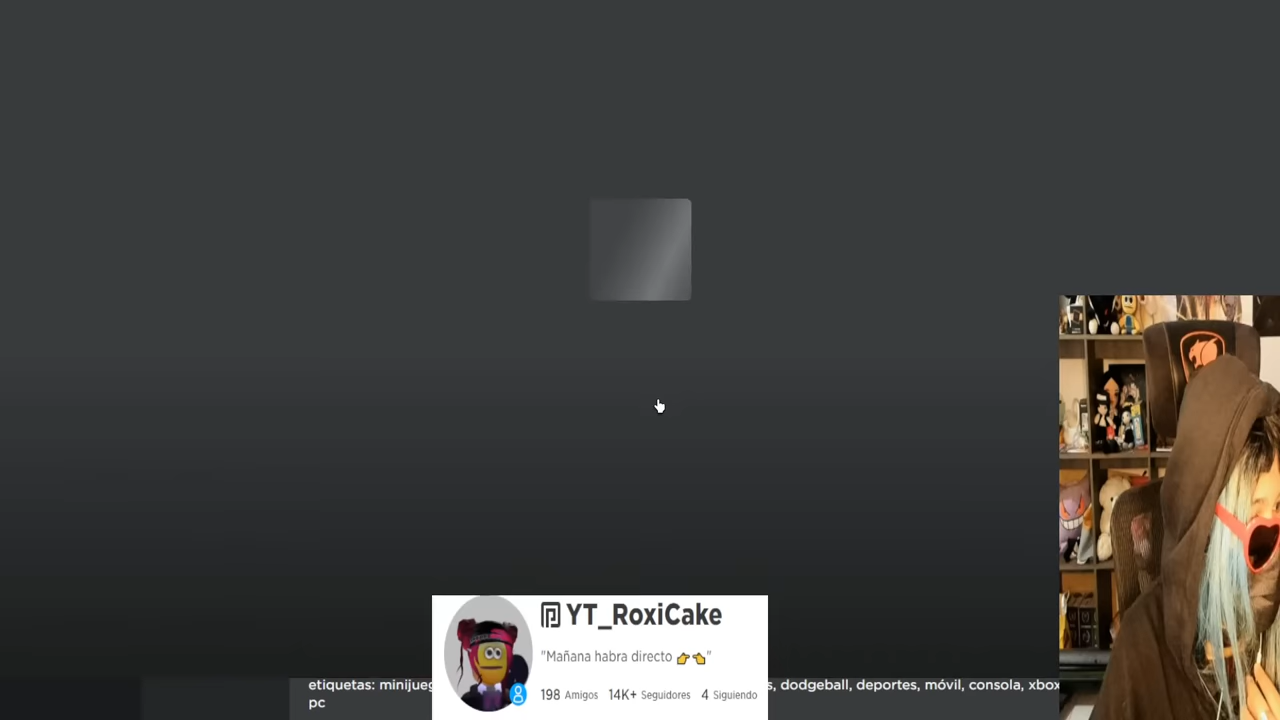 YT_RoxiCake
"Mañana habra directo 👉👈"
198 Amigos 14K+ Seguidores 4 Siguiendo
etiquetas: minijueg s, dodgeball, deportes, móvil, consola, xbox
pc